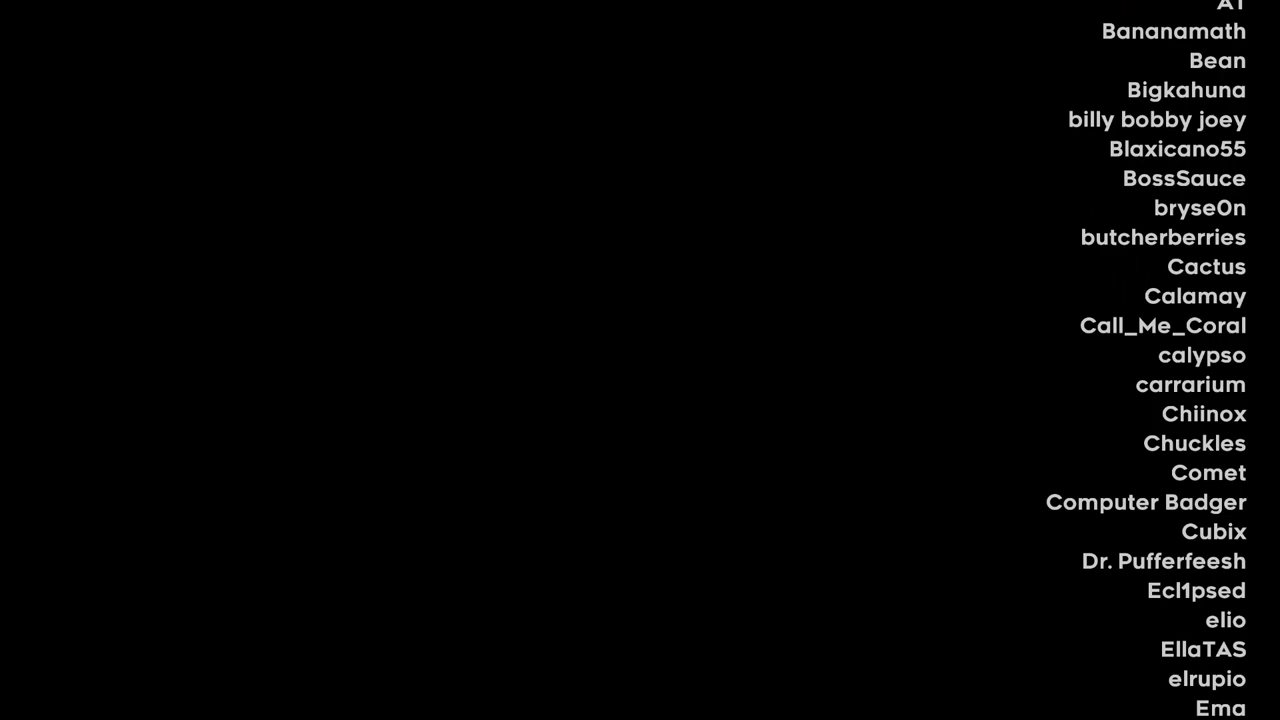 Bananamath
Bean
Bigkahuna
billy bobby joey
Blaxicano55
BossSauce
bryse0n
butcherberries
Cactus
Calamay
Call_Me_Coral
calypso
carrarium
Chiinox
Chuckles
Comet
Computer Badger
Cubix
Dr. Pufferfeesh
Ecl1psed
elio
EllaTAS
elrupio
Ema